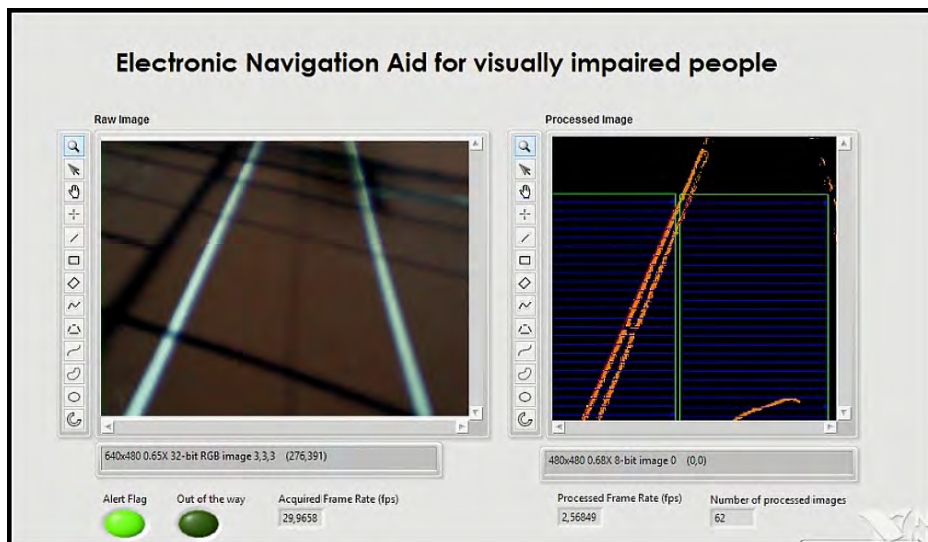 Electronic Navigation Aid for visually impaired people
Raw Image
Processed Image
640x480 0.65X 32-bit RGB image 3,3,3 (276,391)
480x480 0.68X 8-bit image 0 (0,0)
Alert Flag
Out of the way
Acquired Frame Rate (fps)
29,9658
Processed Frame Rate (fps)
2,56849
Number of processed images
62